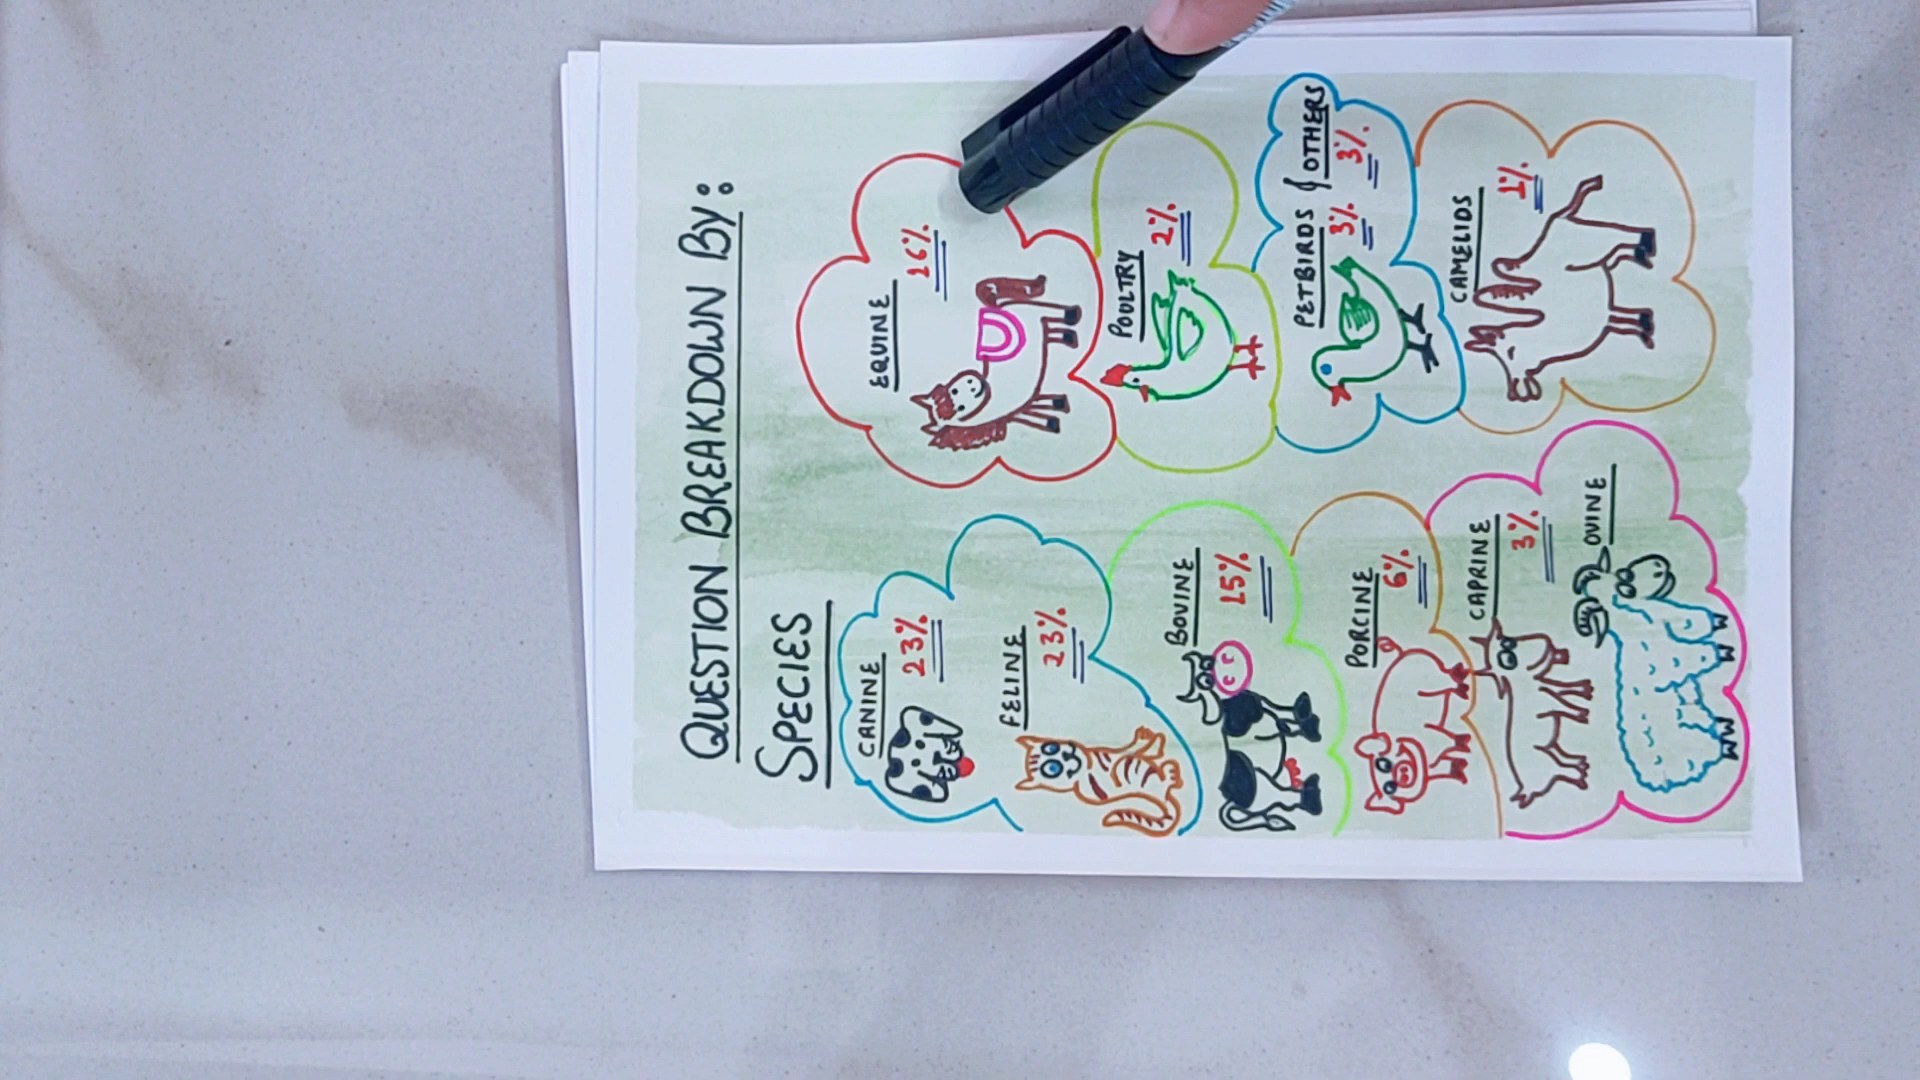 QUESTION BREAKDOWN BY:
SPECIES
CANINE
23%
FELINE
23%
BOVINE
15%
PORCINE
6%
CAPRINE
3%
OVINE
EQUINE
16%
POULTRY
2%
PETBIRDS & OTHERS
3% 3%
CAMELIDS
1%